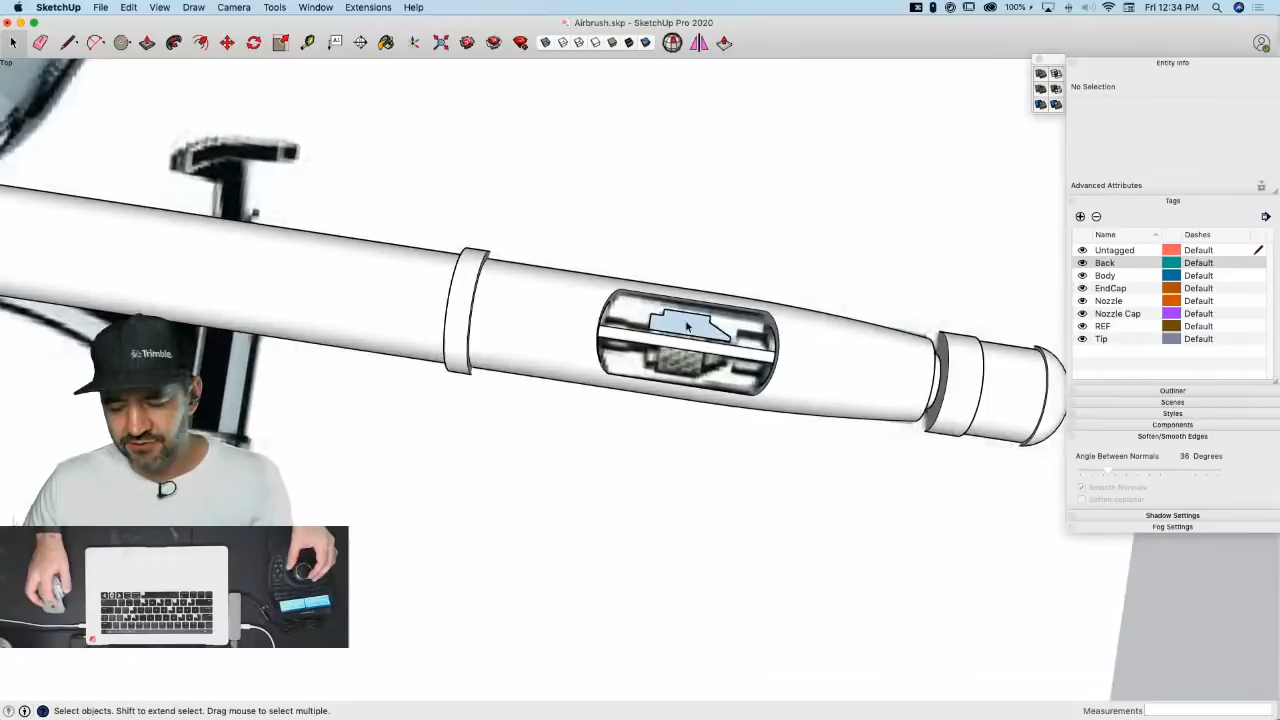 SketchUp File Edit View Draw Camera Tools Window Extensions Help 100% Fri 12:34 PM
Airbrush.skp - SketchUp Pro 2020
Top
Entity Info
No Selection
Advanced Attributes
Tags
Name Dashes
Untagged Default
Back Default
Body Default
EndCap Default
Nozzle Default
Nozzle Cap Default
REF Default
Tip Default
Outliner
Scenes
Styles
Components
Soften/Smooth Edges
Angle Between Normals 36 Degrees
Smooth Normals
Soften coplanar
Shadow Settings
Fog Settings
Trimble
Select objects. Shift to extend select. Drag mouse to select multiple.
Measurements